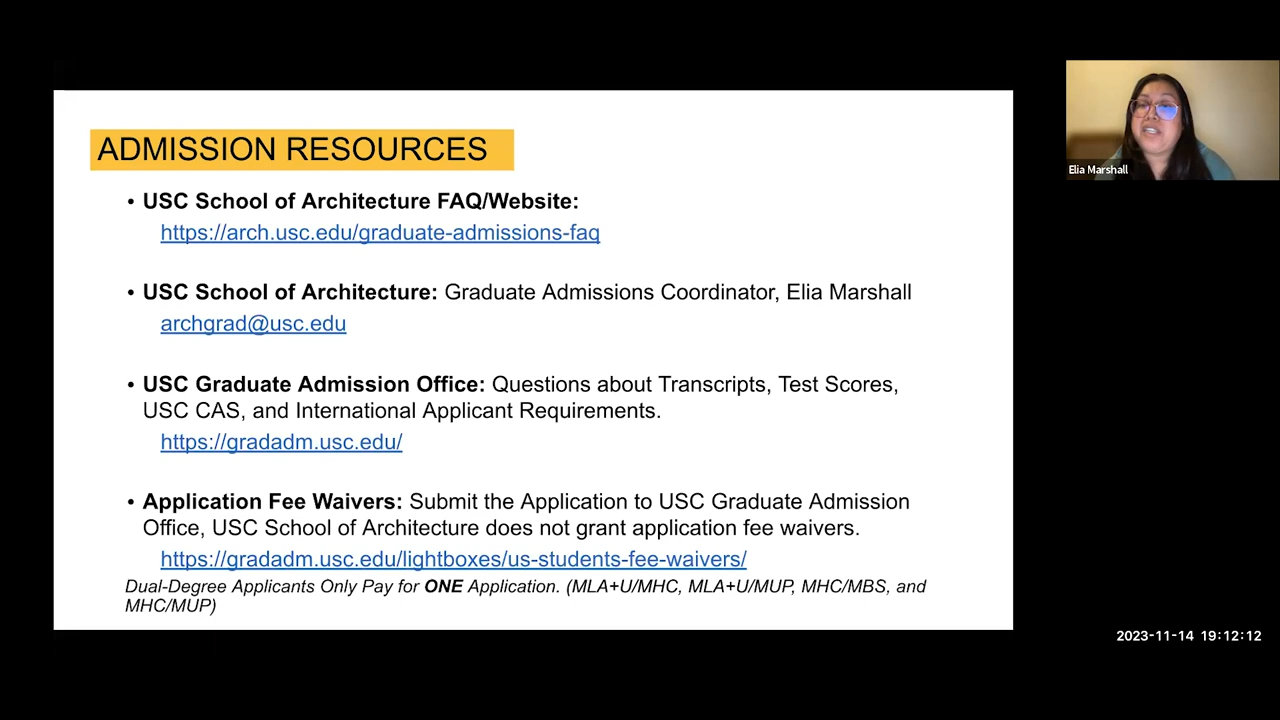 ADMISSION RESOURCES
• USC School of Architecture FAQ/Website:
https://arch.usc.edu/graduate-admissions-faq
• USC School of Architecture: Graduate Admissions Coordinator, Elia Marshall
archgrad@usc.edu
• USC Graduate Admission Office: Questions about Transcripts, Test Scores,
USC CAS, and International Applicant Requirements.
https://gradadm.usc.edu/
• Application Fee Waivers: Submit the Application to USC Graduate Admission
Office, USC School of Architecture does not grant application fee waivers.
https://gradadm.usc.edu/lightboxes/us-students-fee-waivers/
Dual-Degree Applicants Only Pay for ONE Application. (MLA+U/MHC, MLA+U/MUP, MHC/MBS, and
MHC/MUP)
Elia Marshall
2023-11-14 19:12:12